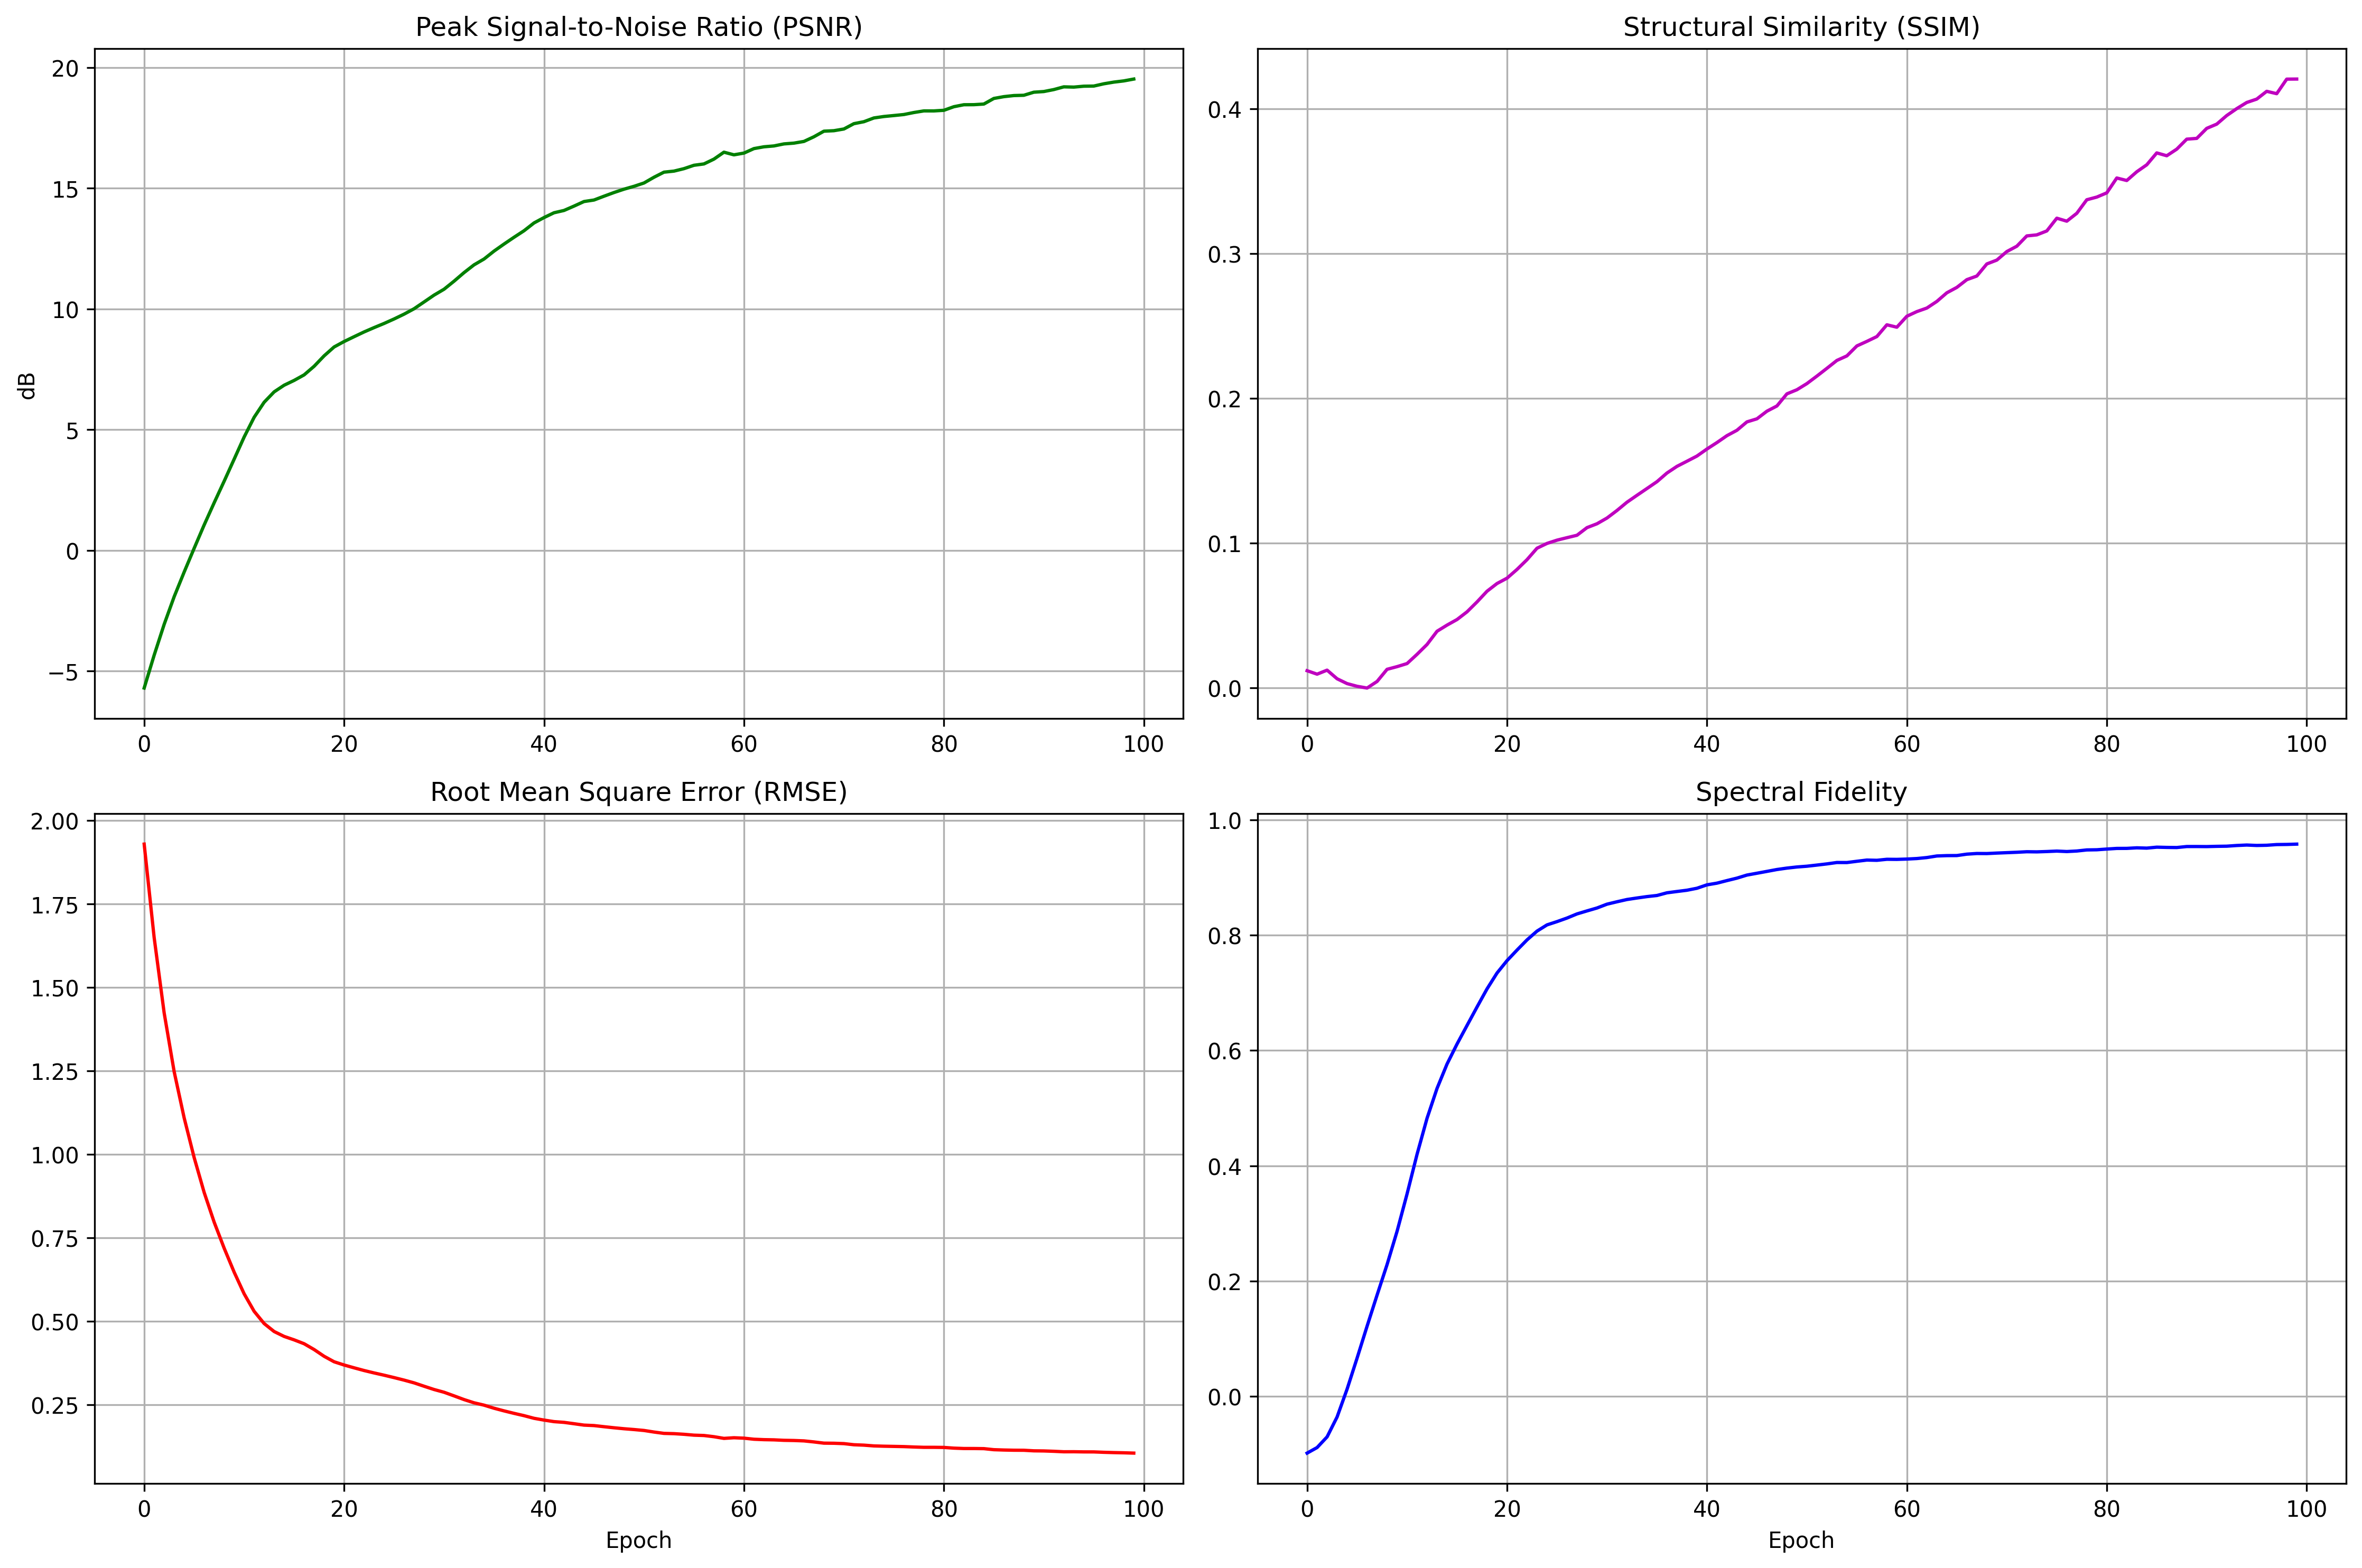 Peak Signal-to-Noise Ratio (PSNR)
20
15
10
5
0
−5
dB
0 20 40 60 80 100
Structural Similarity (SSIM)
0.4
0.3
0.2
0.1
0.0
0 20 40 60 80 100
Root Mean Square Error (RMSE)
2.00
1.75
1.50
1.25
1.00
0.75
0.50
0.25
0 20 40 60 80 100
Epoch
Spectral Fidelity
1.0
0.8
0.6
0.4
0.2
0.0
0 20 40 60 80 100
Epoch